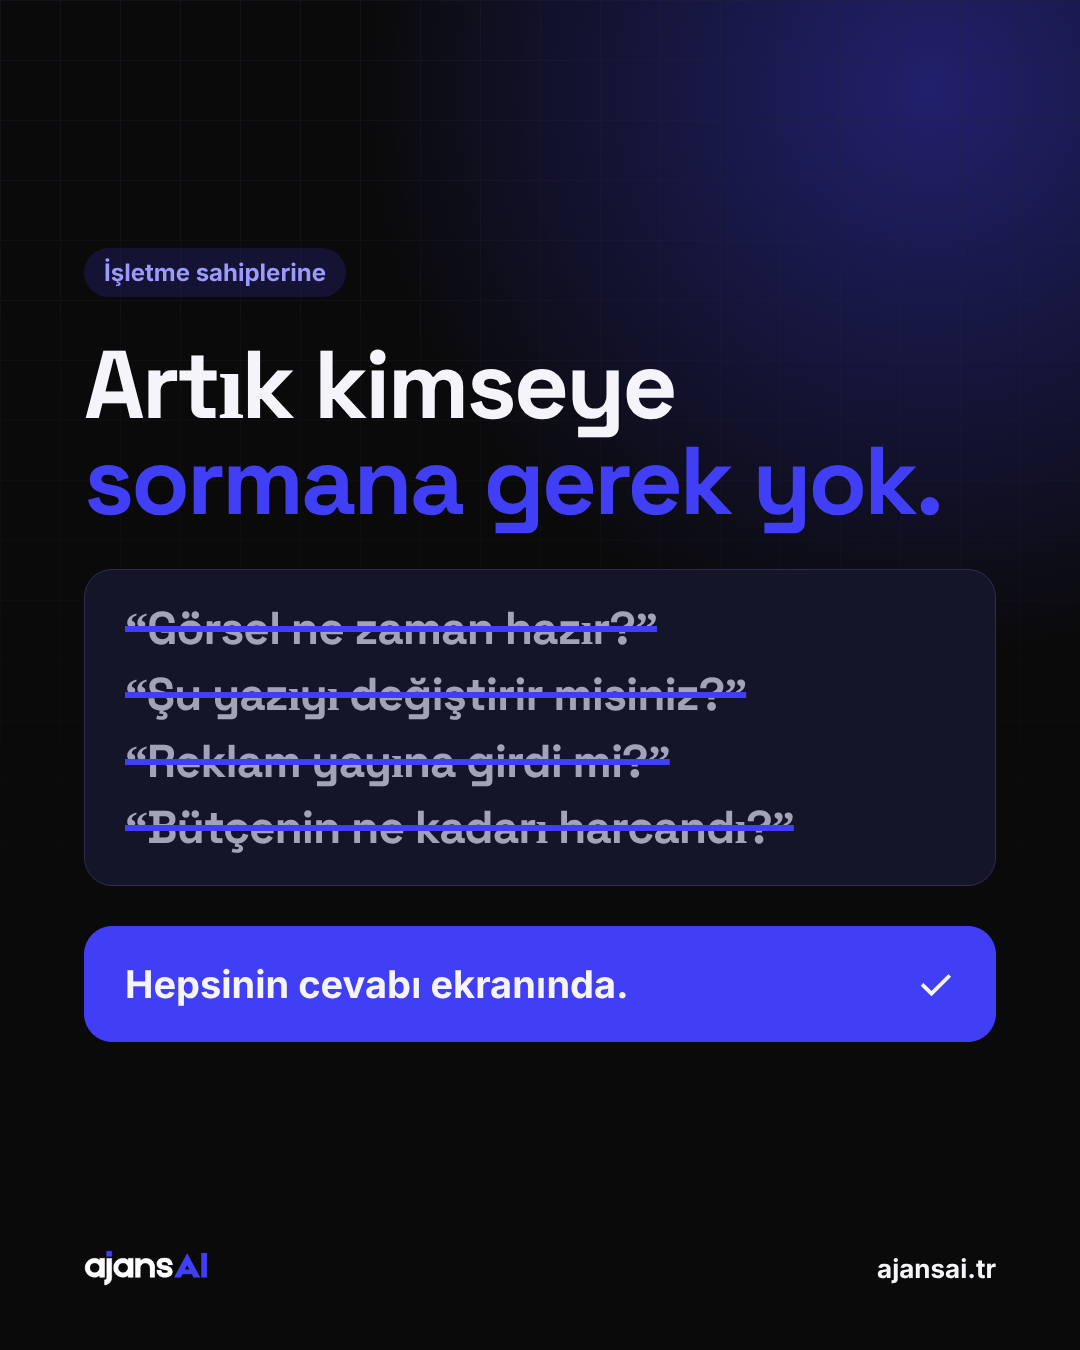 İşletme sahiplerine
Artık kimseye
sormana gerek yok.
“Görsel ne zaman hazır?”
“Şu yazıyı değiştirir misiniz?”
“Reklam yayına girdi mi?”
“Bütçenin ne kadarı harcandı?”
Hepsinin cevabı ekranında.
ajansAI
ajansai.tr